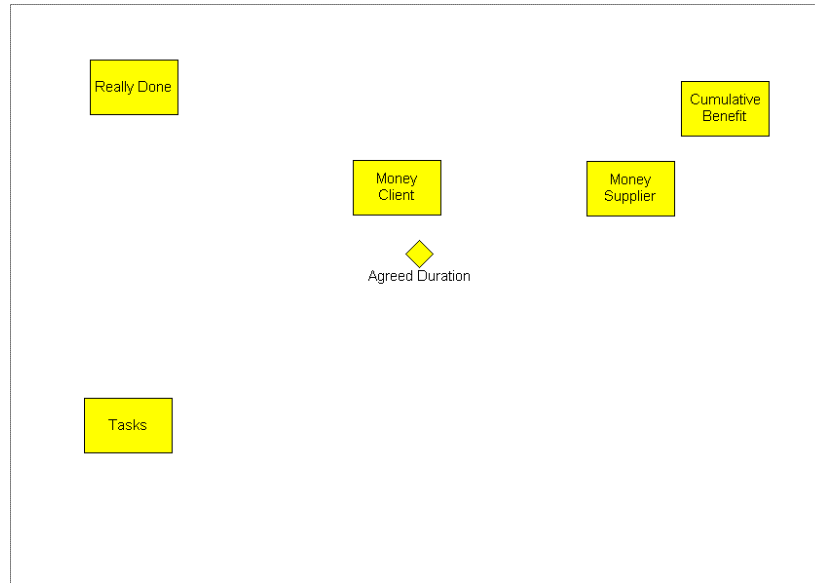 Really Done
Cumulative
Benefit
Money
Client
Money
Supplier
Agreed Duration
Tasks